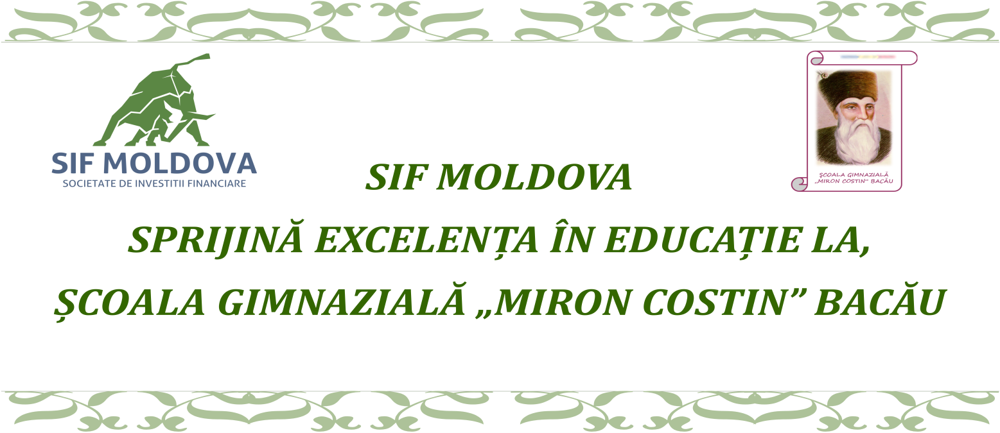 SIF MOLDOVA
SOCIETATE DE INVESTITII FINANCIARE
ȘCOALA GIMNAZIALĂ
„MIRON COSTIN” BACĂU
SIF MOLDOVA
SPRIJINĂ EXCELENȚA ÎN EDUCAȚIE LA,
ȘCOALA GIMNAZIALĂ „MIRON COSTIN” BACĂU